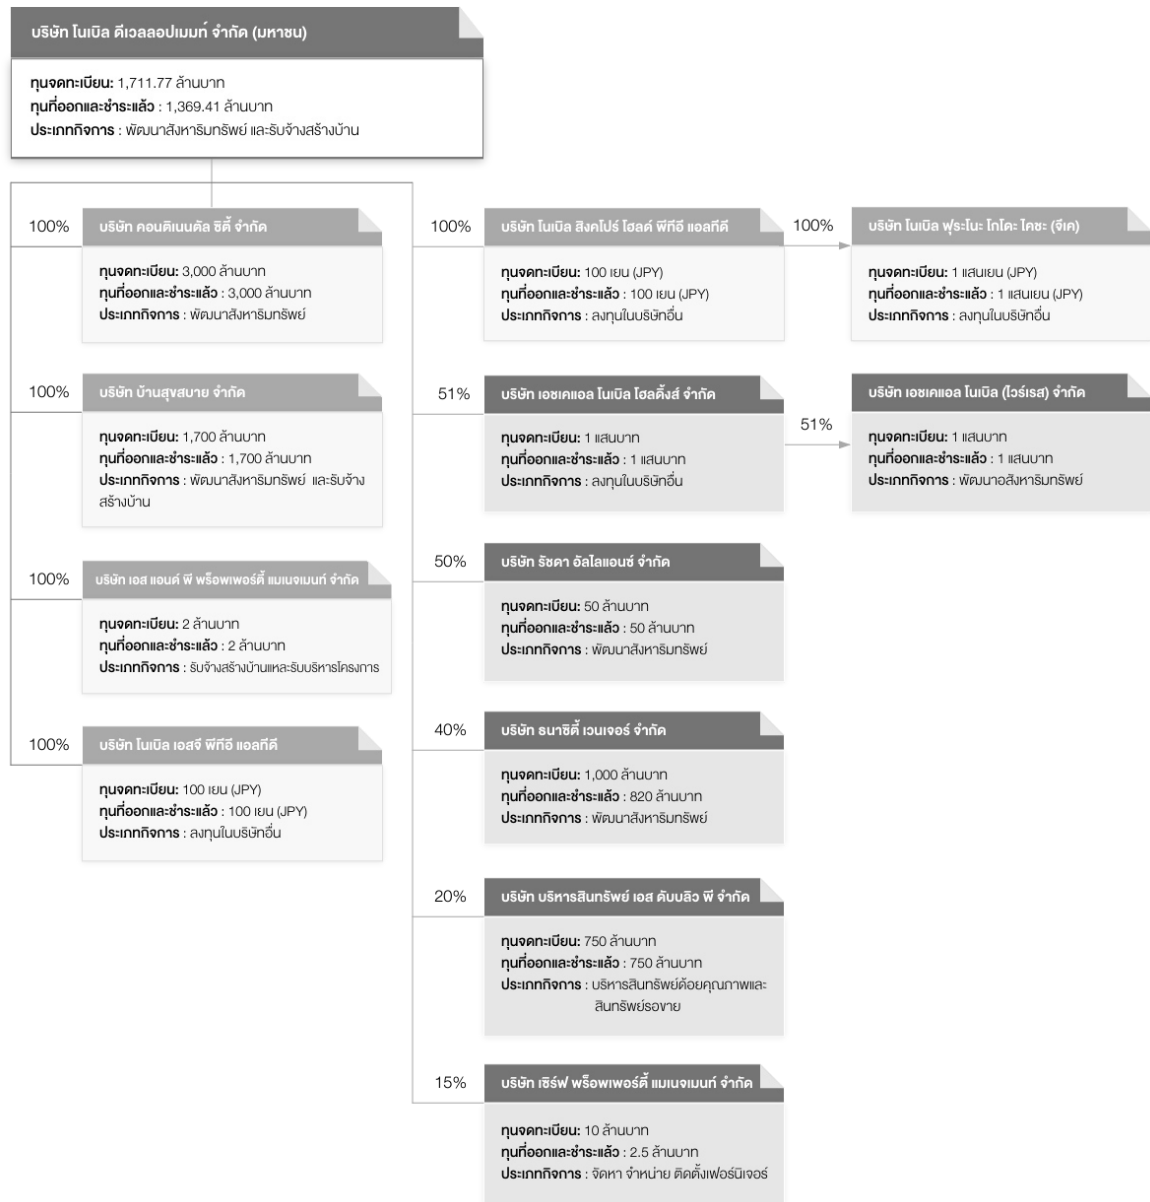 บริษัท โนเบิล ดีเวลลอปเมมท์ จำกัด (มหาชน)
ทุนจดทะเบียน: 1,711.77 ล้านบาท
ทุนที่ออกและชำระแล้ว : 1,369.41 ล้านบาท
ประเภทกิจการ : พัฒนาสังหาริมทรัพย์ และรับจ้างสร้างบ้าน
100%
บริษัท คอนติเนนตัล ซิตี้ จำกัด
ทุนจดทะเบียน: 3,000 ล้านบาท
ทุนที่ออกและชำระแล้ว : 3,000 ล้านบาท
ประเภทกิจการ : พัฒนาสังหาริมทรัพย์
100%
บริษัท บ้านสุขสบาย จำกัด
ทุนจดทะเบียน: 1,700 ล้านบาท
ทุนที่ออกและชำระแล้ว : 1,700 ล้านบาท
ประเภทกิจการ : พัฒนาสังหาริมทรัพย์ และรับจ้าง
สร้างบ้าน
100%
บริษัท เอส แอนด์ พี พร็อพเพอร์ตี้ แมเนจเมนท์ จำกัด
ทุนจดทะเบียน: 2 ล้านบาท
ทุนที่ออกและชำระแล้ว : 2 ล้านบาท
ประเภทกิจการ : รับจ้างสร้างบ้านแหละรับบริหารโครงการ
100%
บริษัท โนเบิล เอสจี พีทีอี แอลทีดี
ทุนจดทะเบียน: 100 เยน (JPY)
ทุนที่ออกและชำระแล้ว : 100 เยน (JPY)
ประเภทกิจการ : ลงทุนในบริษัทอื่น
100%
บริษัท โนเบิล สิงคโปร์ โฮลด์ พีทีอี แอลทีดี
ทุนจดทะเบียน: 100 เยน (JPY)
ทุนที่ออกและชำระแล้ว : 100 เยน (JPY)
ประเภทกิจการ : ลงทุนในบริษัทอื่น
100%
บริษัท โนเบิล ฟุระโนะ โกโดะ ไคชะ (จีเค)
ทุนจดทะเบียน: 1 แสนเยน (JPY)
ทุนที่ออกและชำระแล้ว : 1 แสนเยน (JPY)
ประเภทกิจการ : ลงทุนในบริษัทอื่น
51%
บริษัท เอชเคแอล โนเบิล โฮลดิ้งส์ จำกัด
ทุนจดทะเบียน: 1 แสนบาท
ทุนที่ออกและชำระแล้ว : 1 แสนบาท
ประเภทกิจการ : ลงทุนในบริษัทอื่น
51%
บริษัท เอชเคแอล โนเบิล (ไวร์เรส) จำกัด
ทุนจดทะเบียน: 1 แสนบาท
ทุนที่ออกและชำระแล้ว : 1 แสนบาท
ประเภทกิจการ : พัฒนาอสังหาริมทรัพย์
50%
บริษัท รัชดา อัลไลแอนซ์ จำกัด
ทุนจดทะเบียน: 50 ล้านบาท
ทุนที่ออกและชำระแล้ว : 50 ล้านบาท
ประเภทกิจการ : พัฒนาสังหาริมทรัพย์
40%
บริษัท ธนาซิตี้ เวนเจอร์ จำกัด
ทุนจดทะเบียน: 1,000 ล้านบาท
ทุนที่ออกและชำระแล้ว : 820 ล้านบาท
ประเภทกิจการ : พัฒนาสังหาริมทรัพย์
20%
บริษัท บริหารสินทรัพย์ เอส ดับบลิว พี จำกัด
ทุนจดทะเบียน: 750 ล้านบาท
ทุนที่ออกและชำระแล้ว : 750 ล้านบาท
ประเภทกิจการ : บริหารสินทรัพย์ด้อยคุณภาพและ
สินทรัพย์รอขาย
15%
บริษัท เซิร์ฟ พร็อพเพอร์ตี้ แมเนจเมนท์ จำกัด
ทุนจดทะเบียน: 10 ล้านบาท
ทุนที่ออกและชำระแล้ว : 2.5 ล้านบาท
ประเภทกิจการ : จัดหา จำหน่าย ติดตั้งเฟอร์นิเจอร์